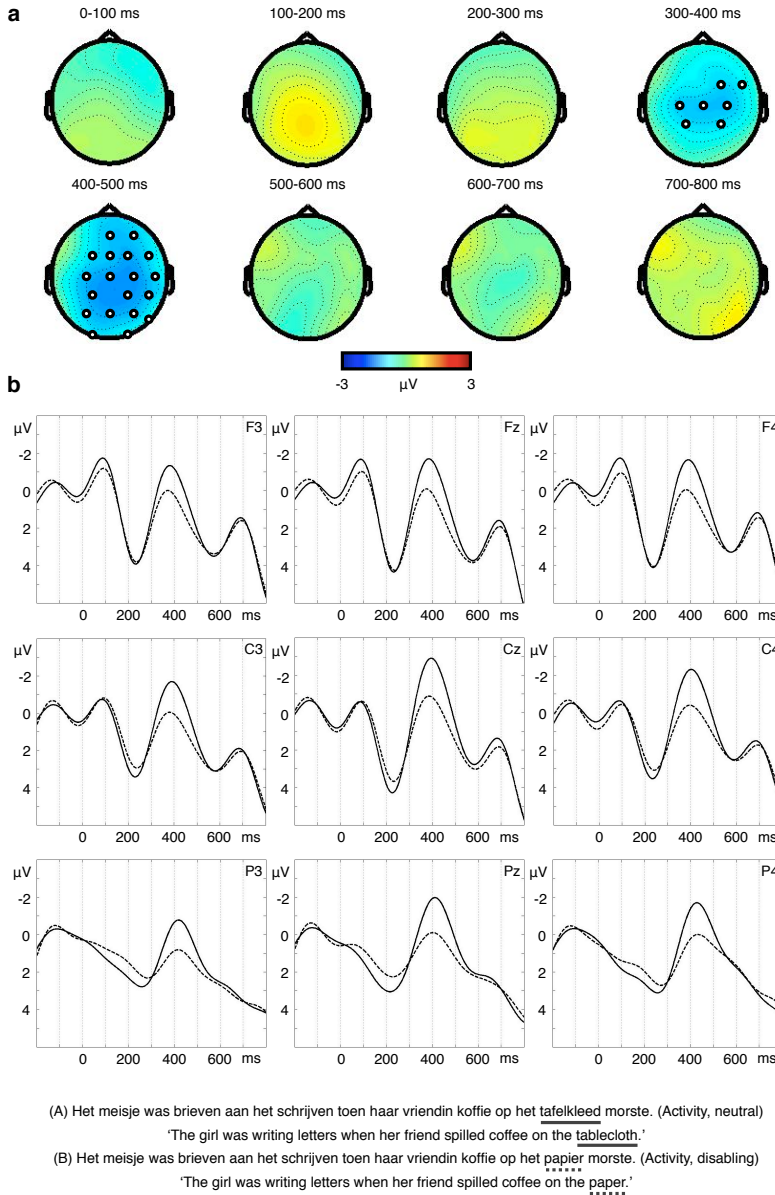 a
0-100 ms 100-200 ms 200-300 ms 300-400 ms
400-500 ms 500-600 ms 600-700 ms 700-800 ms
-3 µV 3
b
µV F3 µV Fz µV F4
-2 -2 -2
0 0 0
2 2 2
4 4 4
0 200 400 600 ms 0 200 400 600 ms 0 200 400 600 ms
µV C3 µV Cz µV C4
-2 -2 -2
0 0 0
2 2 2
4 4 4
0 200 400 600 ms 0 200 400 600 ms 0 200 400 600 ms
µV P3 µV Pz µV P4
-2 -2 -2
0 0 0
2 2 2
4 4 4
0 200 400 600 ms 0 200 400 600 ms 0 200 400 600 ms
(A) Het meisje was brieven aan het schrijven toen haar vriendin koffie op het tafelkleed morste. (Activity, neutral)
‘The girl was writing letters when her friend spilled coffee on the tablecloth.’
(B) Het meisje was brieven aan het schrijven toen haar vriendin koffie op het papier morste. (Activity, disabling)
‘The girl was writing letters when her friend spilled coffee on the paper.’